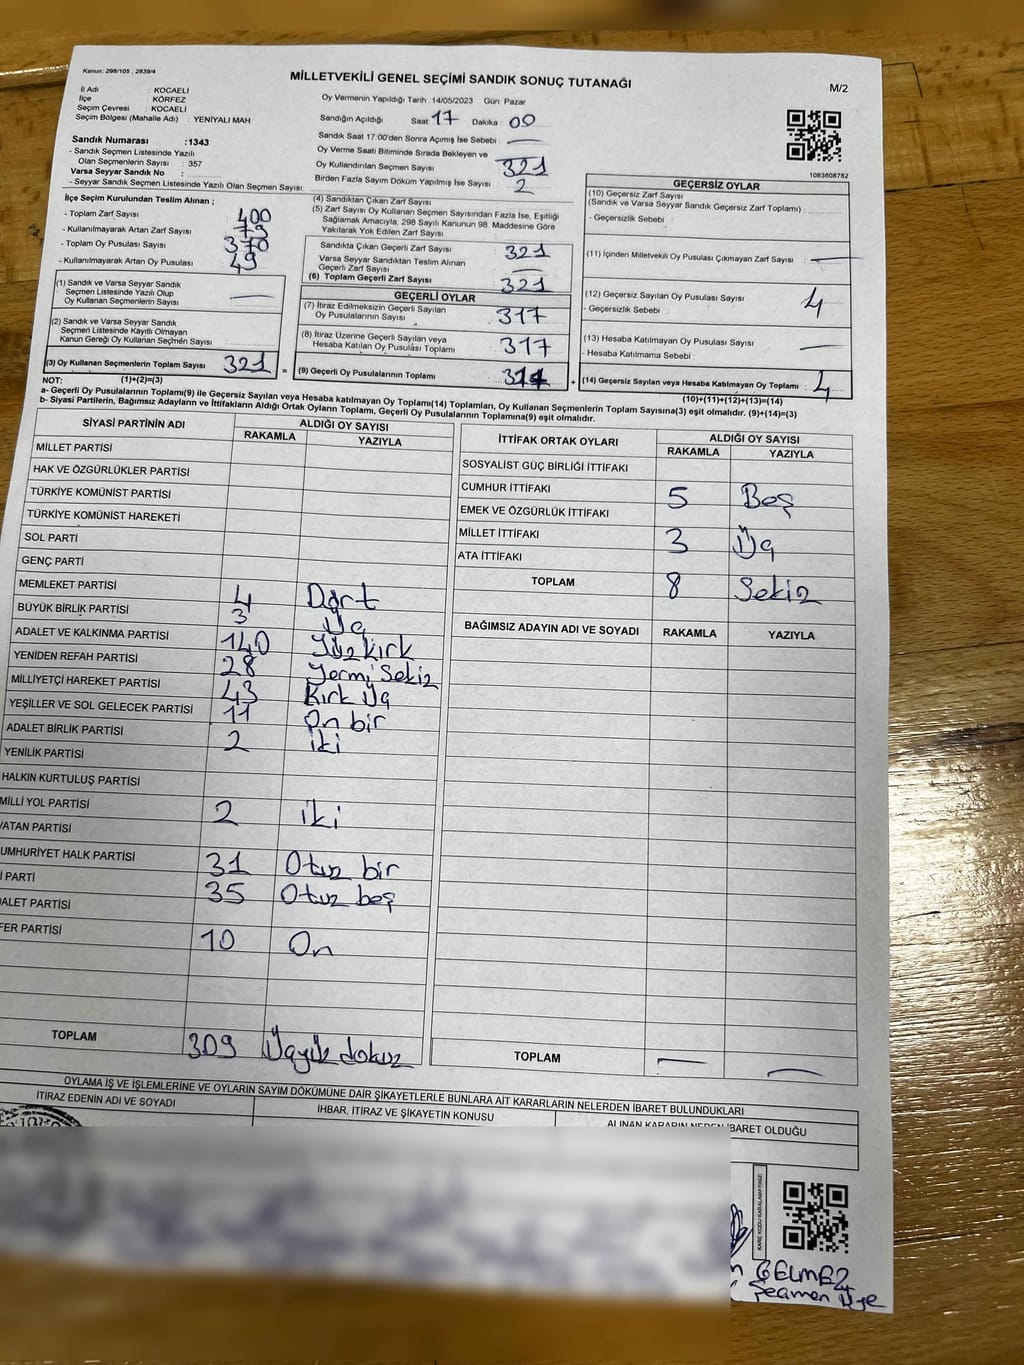 Kanun: 298/105 , 2839/4
MİLLETVEKİLİ GENEL SEÇİMİ SANDIK SONUÇ TUTANAĞI
M/2
İl Adı : KOCAELİ
İlçe : KÖRFEZ
Seçim Çevresi : KOCAELİ
Seçim Bölgesi (Mahalle Adı) : YENİYALI MAH
Sandık Numarası :1343
- Sandık Seçmen Listesinde Yazılı
Olan Seçmenlerin Sayısı : 357
Varsa Seyyar Sandık No :
- Seyyar Sandık Seçmen Listesinde Yazılı Olan Seçmen Sayısı:
Oy Vermenin Yapıldığı Tarih :14/05/2023 Gün: Pazar
Sandığın Açıldığı Saat 17 Dakika 00
Sandık Saat 17:00'den Sonra Açımış İse Sebebi :
Oy Verme Saati Bitiminde Sırada Bekleyen ve
Oy Kullandırılan Seçmen Sayısı : 321
Birden Fazla Sayım Döküm Yapılmış İse Sayısı : 2
1083808782
İlçe Seçim Kurulundan Teslim Alınan ;
- Toplam Zarf Sayısı : 400
- Kullanılmayarak Artan Zarf Sayısı : 79
- Toplam Oy Pusulası Sayısı : 370
- Kullanılmayarak Artan Oy Pusulası : 49
(1) Sandık ve Varsa Seyyar Sandık
Seçmen Listesinde Yazılı Olup
Oy Kullanan Seçmenlerin Sayısı
(2) Sandık ve Varsa Seyyar Sandık
Seçmen Listesinde Kayıtlı Olmayan
Kanun Gereği Oy Kullanan Seçmen Sayısı
(3) Oy Kullanan Seçmenlerin Toplam Sayısı 321 =
(1)+(2)=(3)
(4) Sandıktan Çıkan Zarf Sayısı
(5) Zarf Sayısı Oy Kullanan Seçmen Sayısından Fazla İse, Eşitliği
Sağlamak Amacıyla, 298 Sayılı Kanunun 98. Maddesine Göre
Yakılarak Yok Edilen Zarf Sayısı
Sandıkta Çıkan Geçerli Zarf Sayısı : 321
Varsa Seyyar Sandıktan Teslim Alınan
Geçerli Zarf Sayısı
(6) Toplam Geçerli Zarf Sayısı : 321
GEÇERLİ OYLAR
(7) İtiraz Edilmeksizin Geçerli Sayılan
Oy Pusulalarının Sayısı : 317
(8) İtiraz Üzerine Geçerli Sayılan veya
Hesaba Katılan Oy Pusulası Toplamı : 317
(9) Geçerli Oy Pusulalarının Toplamı : +
GEÇERSİZ OYLAR
(10) Geçersiz Zarf Sayısı
(Sandık ve Varsa Seyyar Sandık Geçersiz Zarf Toplamı) :
- Geçersizlik Sebebi :
(11) İçinden Milletvekili Oy Pusulası Çıkmayan Zarf Sayısı :
(12) Geçersiz Sayılan Oy Pusulası Sayısı : 4
- Geçersizlik Sebebi :
(13) Hesaba Katılmayan Oy Pusulası Sayısı :
- Hesaba Katılmama Sebebi :
(14) Geçersiz Sayılan veya Hesaba Katılmayan Oy Toplamı : 4
(10)+(11)+(12)+(13)=(14)
NOT:
a- Geçerli Oy Pusulalarının Toplamı(9) ile Geçersiz Sayılan veya Hesaba katılmayan Oy Toplamı(14) Toplamları, Oy Kullanan Seçmenlerin Toplam Sayısına(3) eşit olmalıdır. (9)+(14)=(3)
b- Siyasi Partilerin, Bağımsız Adayların ve İttifakların Aldığı Ortak Oyların Toplamı, Geçerli Oy Pusulalarının Toplamına(9) eşit olmalıdır.
SİYASİ PARTİNİN ADI ALDIĞI OY SAYISI
RAKAMLA YAZIYLA
MİLLET PARTİSİ
HAK VE ÖZGÜRLÜKLER PARTİSİ
TÜRKİYE KOMÜNİST PARTİSİ
TÜRKİYE KOMÜNİST HAREKETİ
SOL PARTİ
GENÇ PARTİ
MEMLEKET PARTİSİ 4 Dört
BÜYÜK BİRLİK PARTİSİ 3 Üç
ADALET VE KALKINMA PARTİSİ 140 Yüz kırk
YENİDEN REFAH PARTİSİ 28 Yermi Sekiz
MİLLİYETÇİ HAREKET PARTİSİ 43 Kırk Üç
YEŞİLLER VE SOL GELECEK PARTİSİ 11 On bir
ADALET BİRLİK PARTİSİ 2 iki
YENİLİK PARTİSİ
HALKIN KURTULUŞ PARTİSİ
MİLLİ YOL PARTİSİ 2 iki
VATAN PARTİSİ
UMHURİYET HALK PARTİSİ 31 Otuz bir
İ PARTİ 35 Otuz beş
ALET PARTİSİ
FER PARTİSİ 10 On
TOPLAM 309 Üçyüz dokuz
İTTİFAK ORTAK OYLARI ALDIĞI OY SAYISI
RAKAMLA YAZIYLA
SOSYALİST GÜÇ BİRLİĞİ İTTİFAKI
CUMHUR İTTİFAKI 5 Beş
EMEK VE ÖZGÜRLÜK İTTİFAKI
MİLLET İTTİFAKI 3 Üç
ATA İTTİFAKI
TOPLAM 8 Sekiz
BAĞIMSIZ ADAYIN ADI VE SOYADI RAKAMLA YAZIYLA
TOPLAM
OYLAMA İŞ VE İŞLEMLERİNE VE OYLARIN SAYIM DÖKÜMÜNE DAİR ŞİKAYETLERLE BUNLARA AİT KARARLARIN NELERDEN İBARET BULUNDUKLARI
İTİRAZ EDENİN ADI VE SOYADI İHBAR, İTİRAZ VE ŞİKAYETİN KONUSU ALINAN KARARIN NEDEN İBARET OLDUĞU
GELMEZ